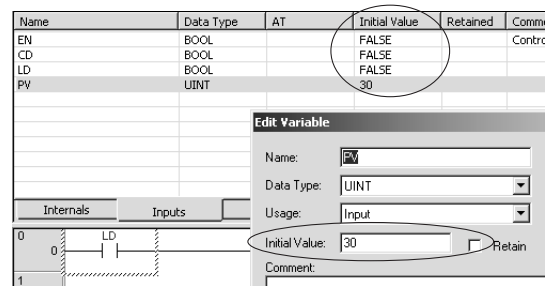 Name Data Type AT Initial Value Retained
EN BOOL FALSE
CD BOOL FALSE
LD BOOL FALSE
PV UINT 30
Edit Variable
Name: PV
Data Type: UINT
Internals Inputs
Usage: Input
0 LD
0
Initial Value: 30 Retain
Comment:
1